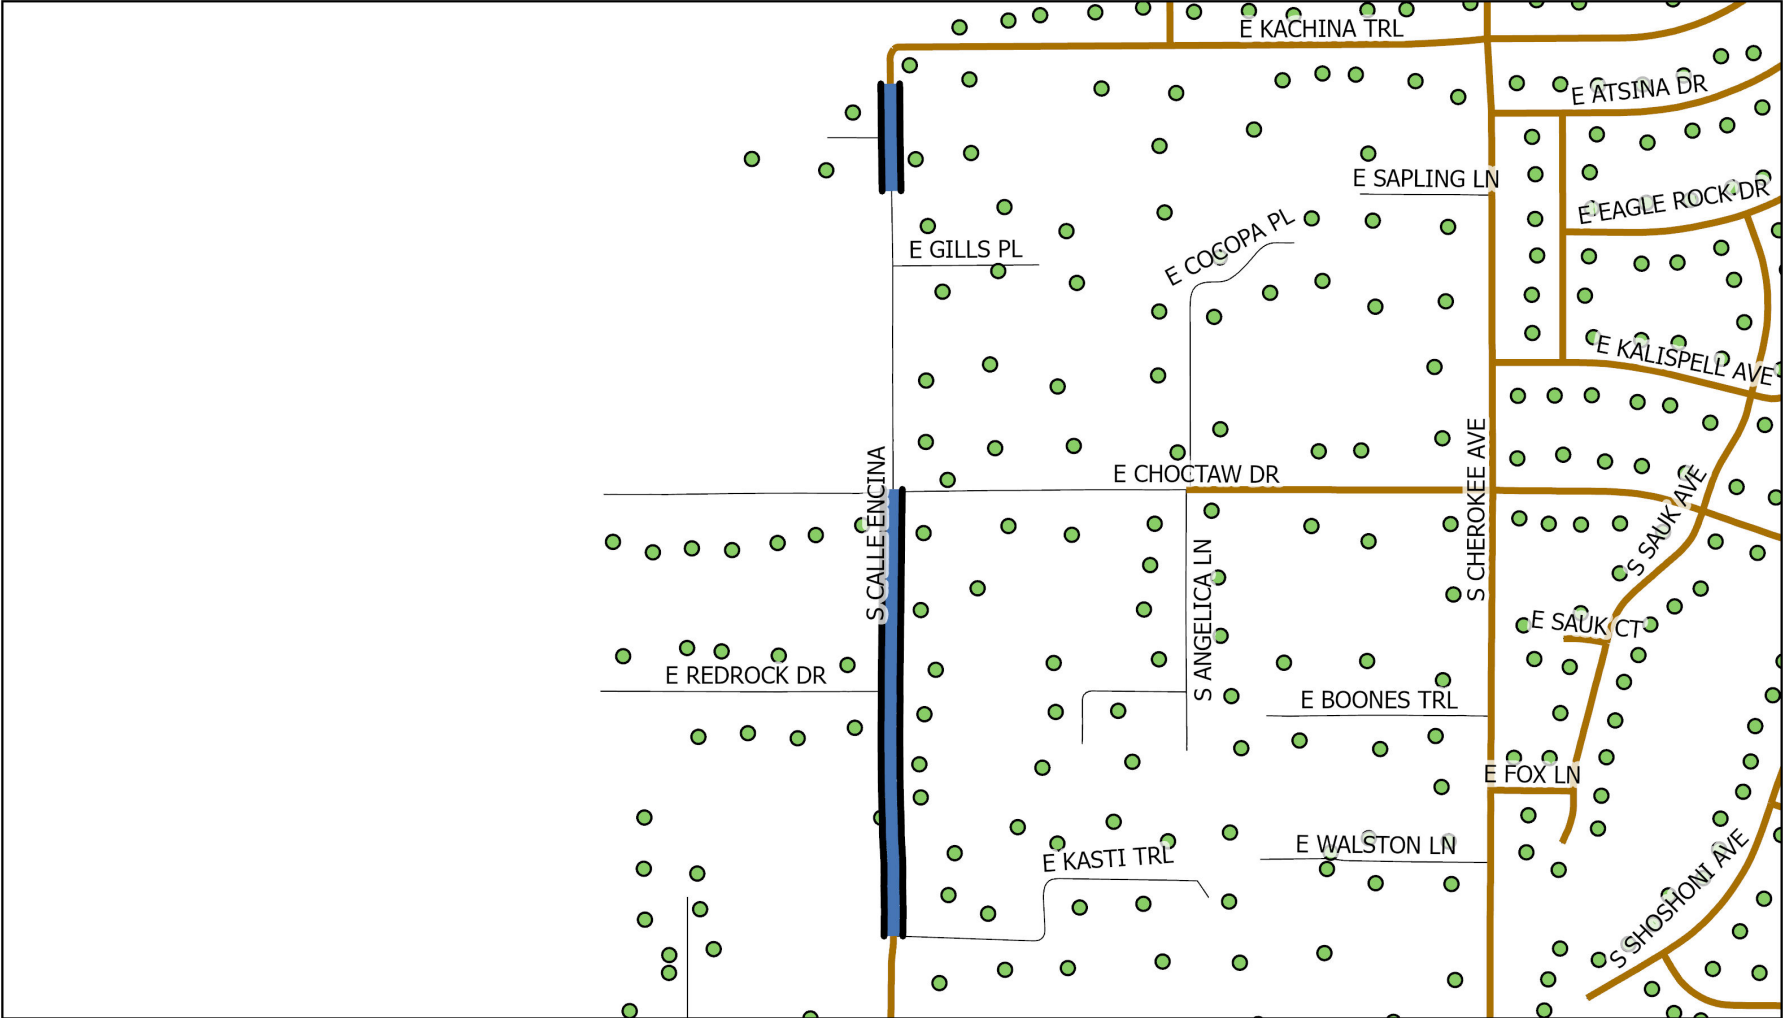 E KACHINA TRL
E ATSINA DR
E SAPLING LN
E EAGLE ROCK DR
E GILLS PL
E COCOPA PL
E KALISPELL AVE
E CHOCTAW DR
S CALLE ENCINA
S CHEROKEE AVE
S SAUK AVE
S ANGELICA LN
E SAUK CT
E REDROCK DR
E BOONES TRL
E FOX LN
E KASTI TRL
E WALSTON LN
S SHOSHONI AVE